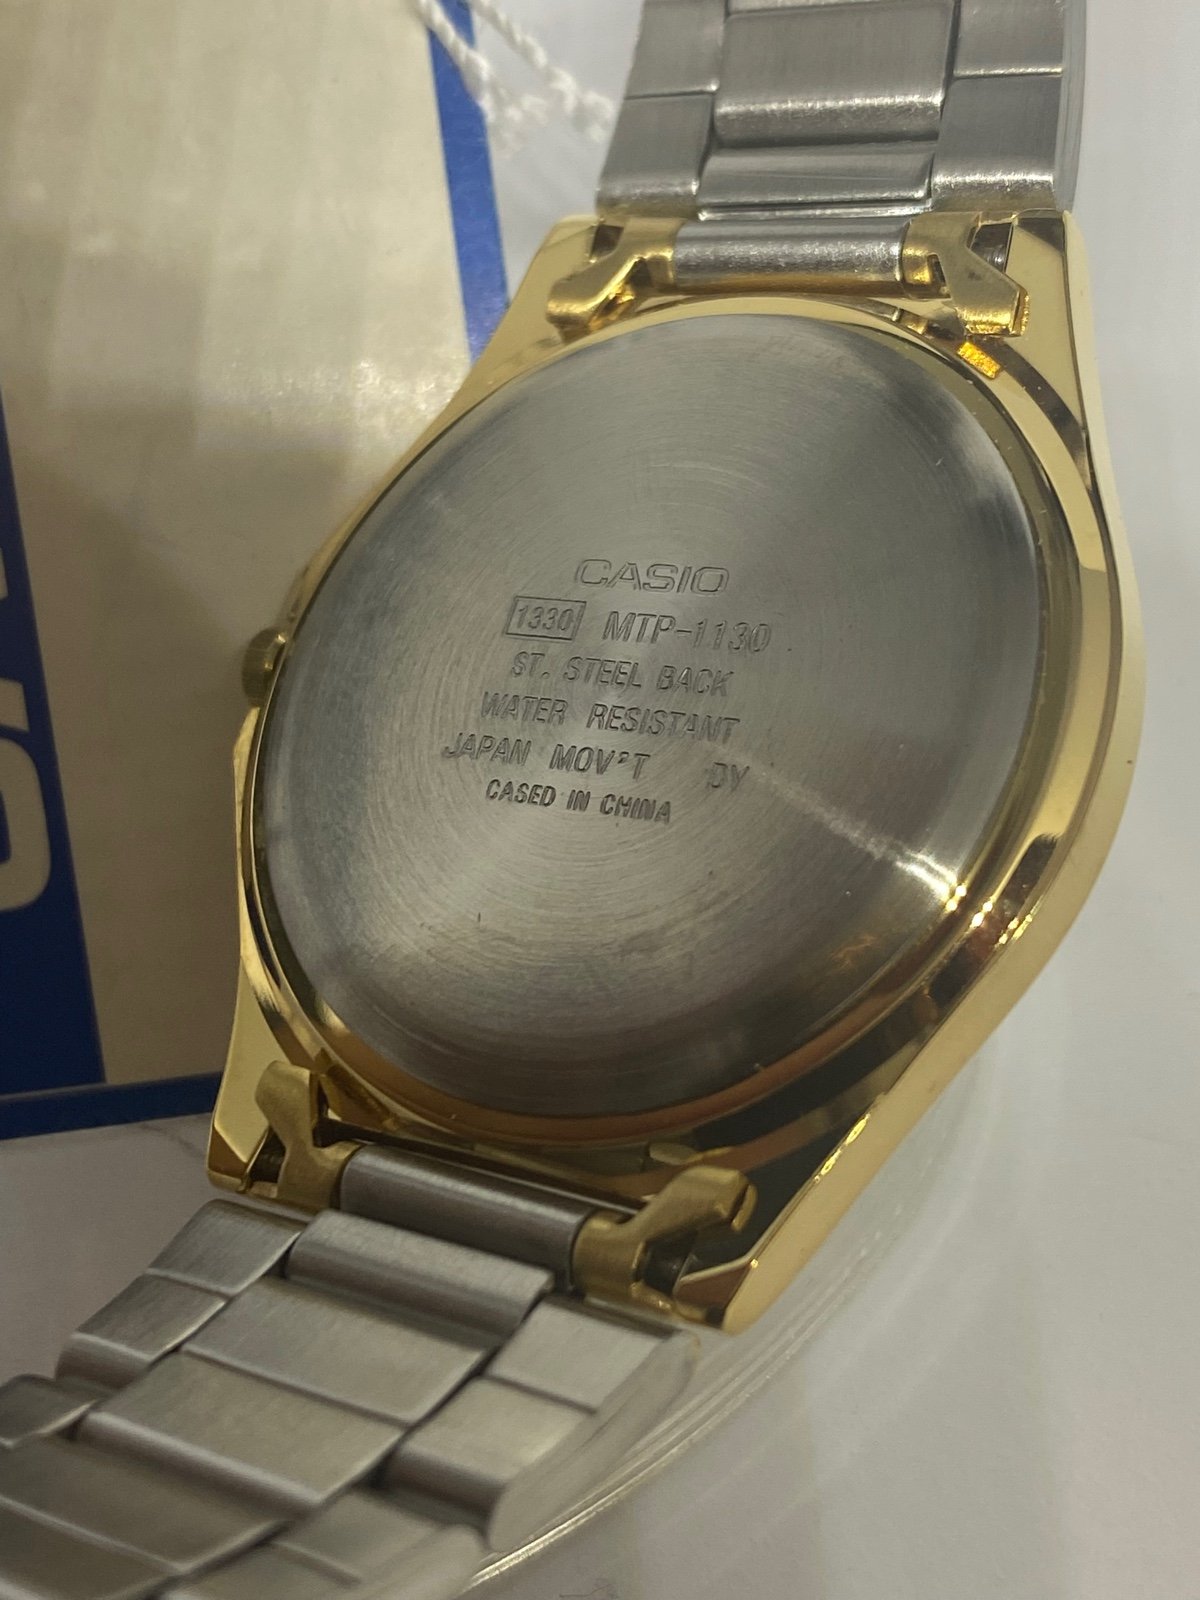 CASIO
1330 MTP-1130
ST. STEEL BACK
WATER RESISTANT
JAPAN MOV'T DY
CASED IN CHINA